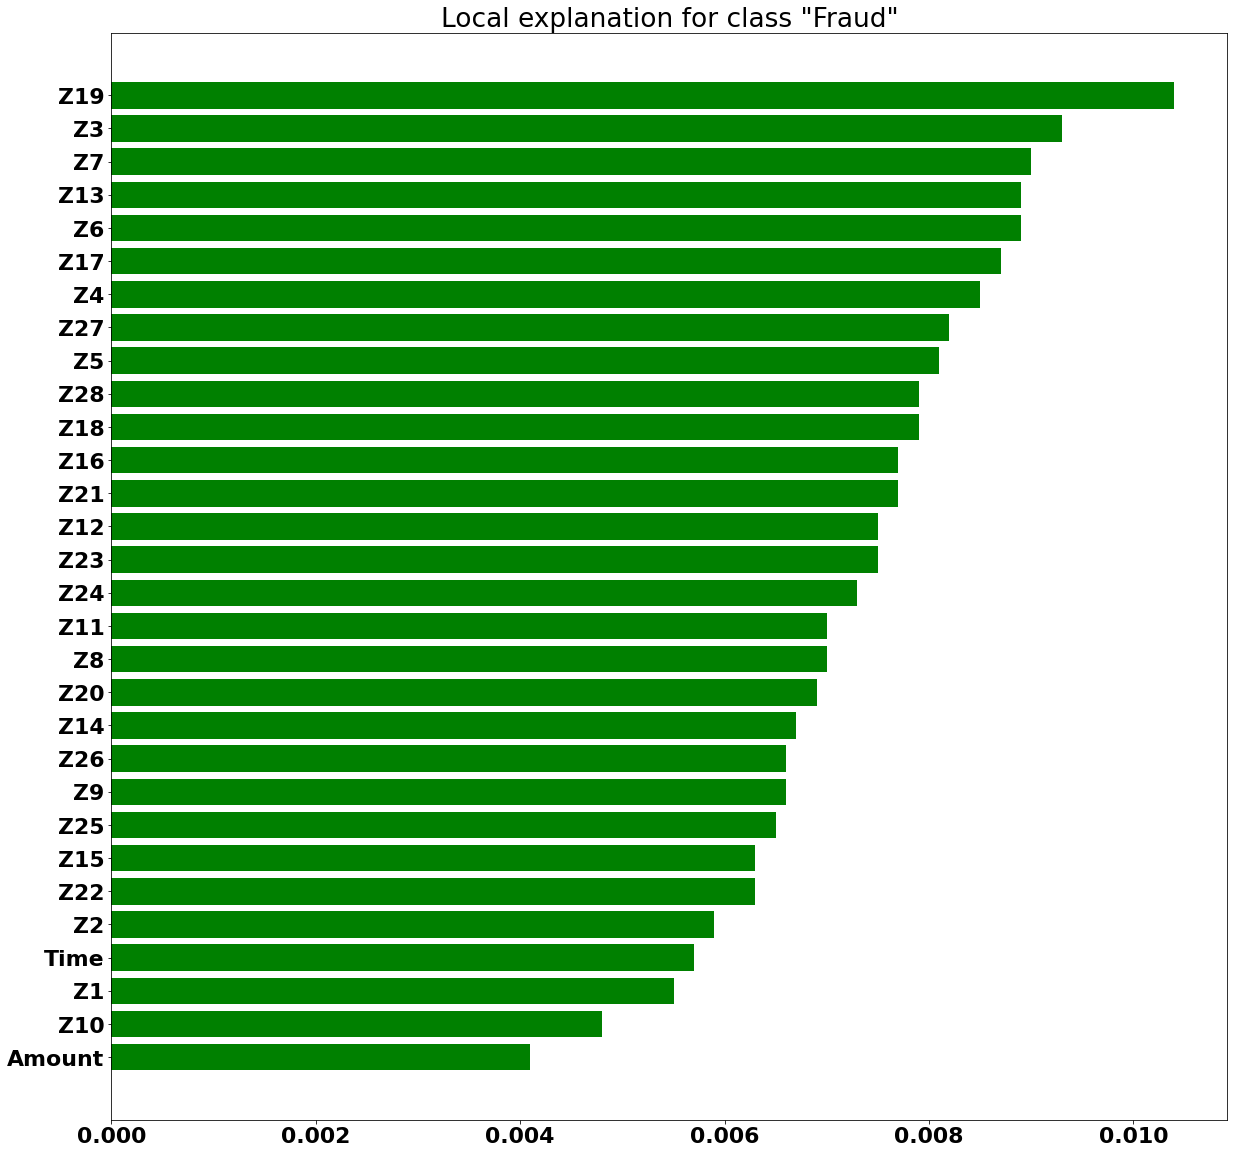 Local explanation for class "Fraud"
Z19
Z3
Z7
Z13
Z6
Z17
Z4
Z27
Z5
Z28
Z18
Z16
Z21
Z12
Z23
Z24
Z11
Z8
Z20
Z14
Z26
Z9
Z25
Z15
Z22
Z2
Time
Z1
Z10
Amount
0.000 0.002 0.004 0.006 0.008 0.010